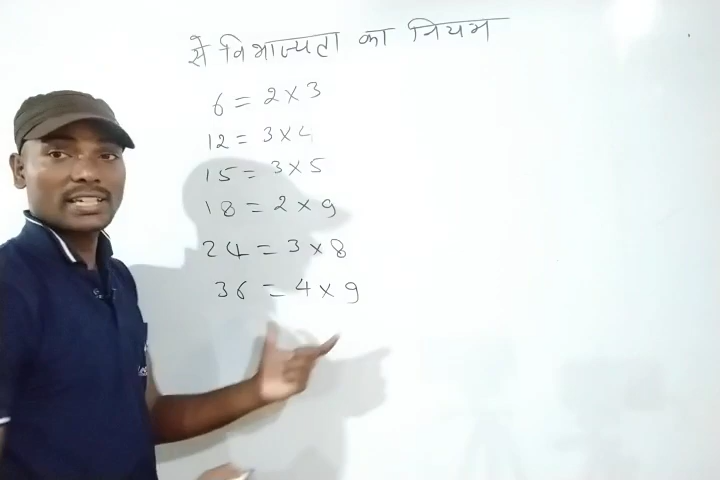 से विभाज्यता का नियम
6 = 2 × 3
12 = 3 × 4
15 = 3 × 5
18 = 2 × 9
24 = 3 × 8
36 = 4 × 9